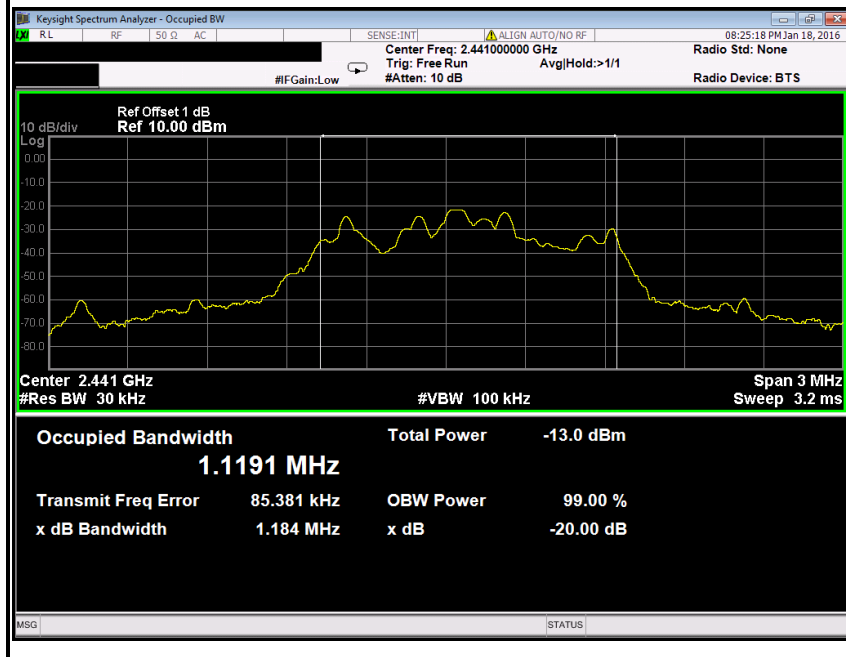 Keysight Spectrum Analyzer - Occupied BW
LXI RL RF 50 Ω AC SENSE:INT ALIGN AUTO/NO RF 08:25:18 PM Jan 18, 2016
Center Freq: 2.441000000 GHz Radio Std: None
Trig: Free Run Avg|Hold:>1/1
#IFGain:Low #Atten: 10 dB Radio Device: BTS
Ref Offset 1 dB
10 dB/div Ref 10.00 dBm
Log
0.00
-10.0
-20.0
-30.0
-40.0
-50.0
-60.0
-70.0
-80.0
Center 2.441 GHz Span 3 MHz
#Res BW 30 kHz #VBW 100 kHz Sweep 3.2 ms
Occupied Bandwidth Total Power -13.0 dBm
1.1191 MHz
Transmit Freq Error 85.381 kHz OBW Power 99.00 %
x dB Bandwidth 1.184 MHz x dB -20.00 dB
MSG STATUS